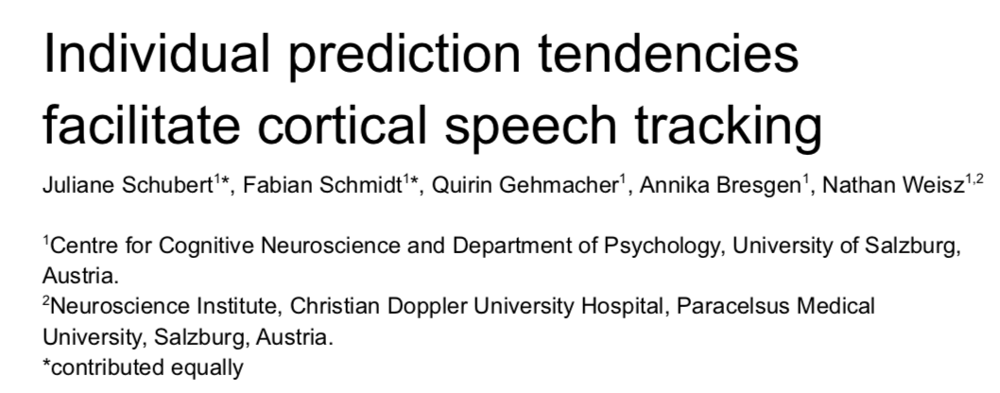 Individual prediction tendencies
facilitate cortical speech tracking
Juliane Schubert¹*, Fabian Schmidt¹*, Quirin Gehmacher¹, Annika Bresgen¹, Nathan Weisz¹,²
¹Centre for Cognitive Neuroscience and Department of Psychology, University of Salzburg,
Austria.
²Neuroscience Institute, Christian Doppler University Hospital, Paracelsus Medical
University, Salzburg, Austria.
*contributed equally